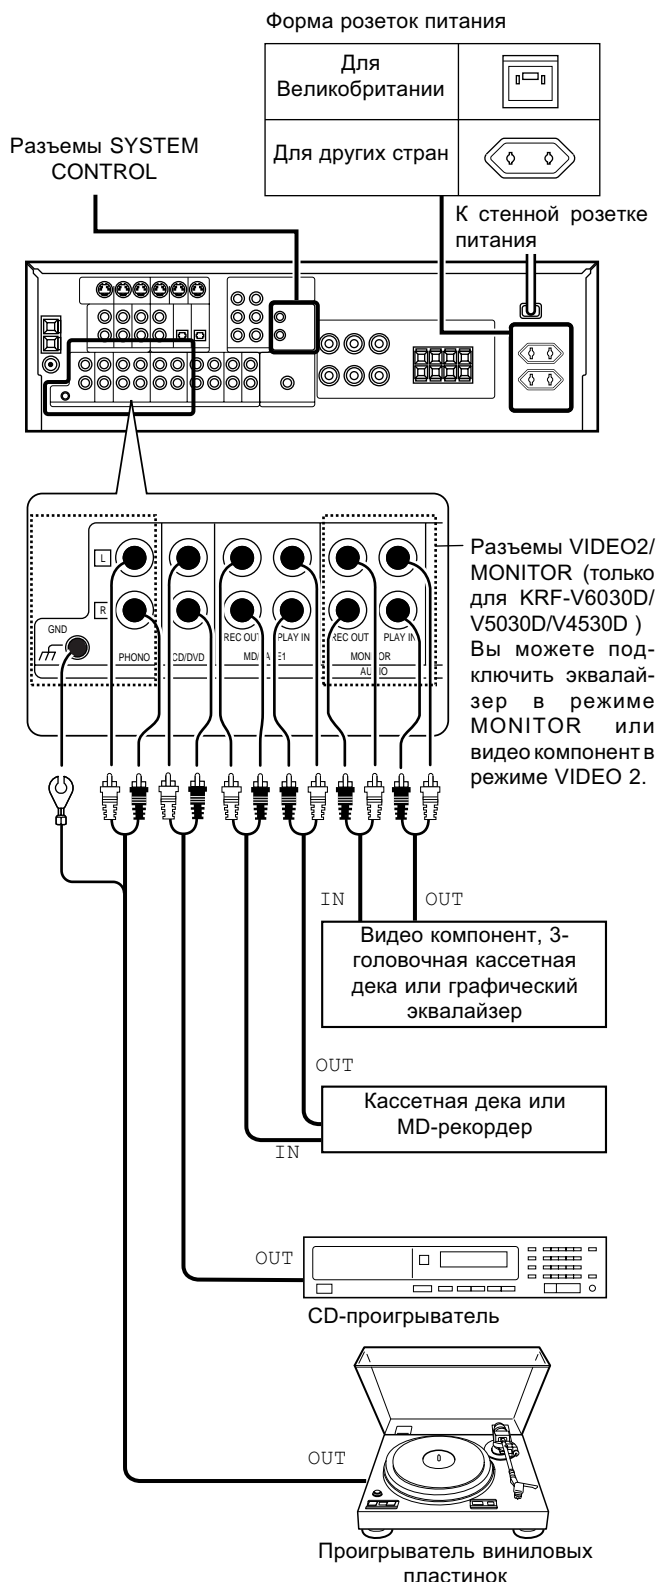 Форма розеток питания
Для
Великобритании
Для других стран
Разъемы SYSTEM
CONTROL
К стенной розетке
питания
L
R
GND
PHONO
CD/DVD
REC OUT
PLAY IN
REC OUT
PLAY IN
MONITOR
Разъемы VIDEO2/
MONITOR (только
для KRF-V6030D/
V5030D/V4530D )
Вы можете под-
ключить эквалай-
зер в режиме
MONITOR или
видео компонент в
режиме VIDEO 2.
IN
OUT
Видео компонент, 3-
головочная кассетная
дека или графический
эквалайзер
OUT
Кассетная дека или
MD-рекордер
IN
OUT
CD-проигрыватель
OUT
Проигрыватель виниловых
пластинок